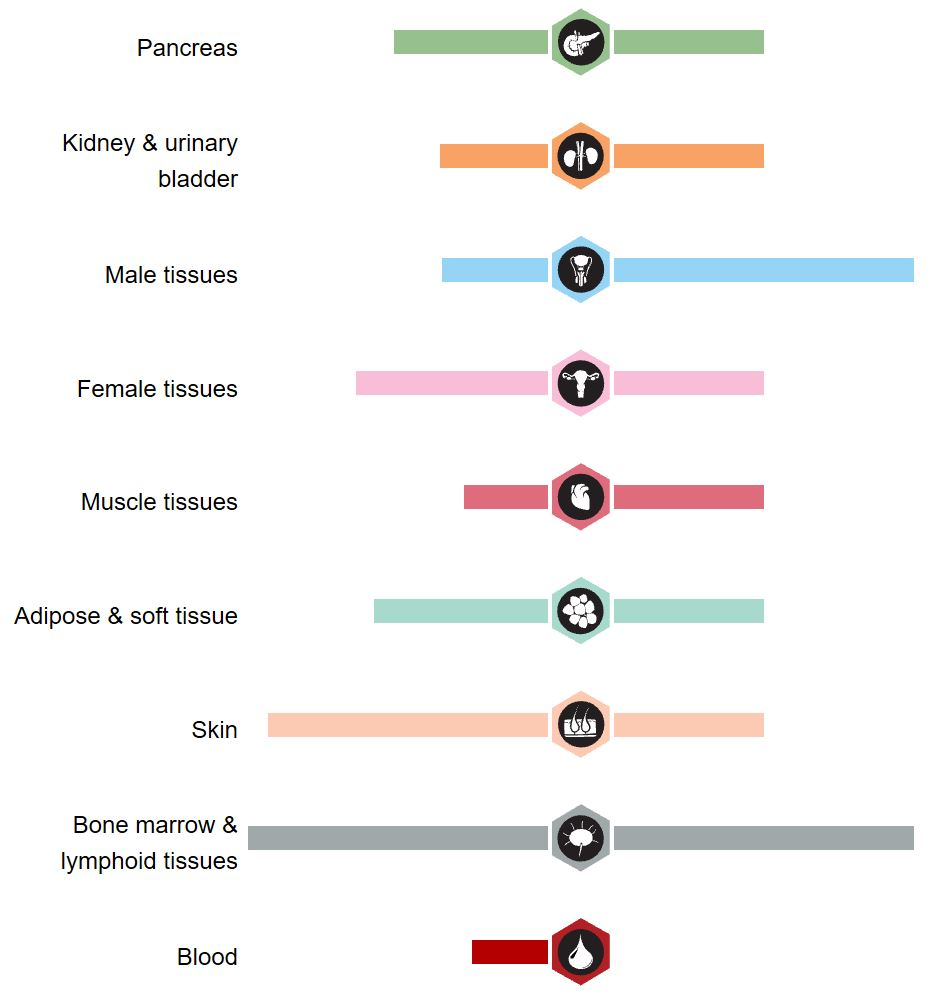 Pancreas
Kidney & urinary
bladder
Male tissues
Female tissues
Muscle tissues
Adipose & soft tissue
Skin
Bone marrow &
lymphoid tissues
Blood